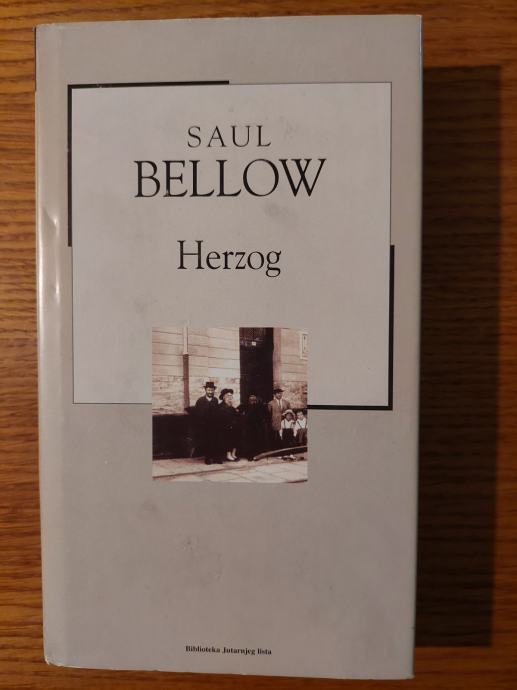 SAUL
BELLOW
Herzog
Biblioteka Jutarnjeg lista